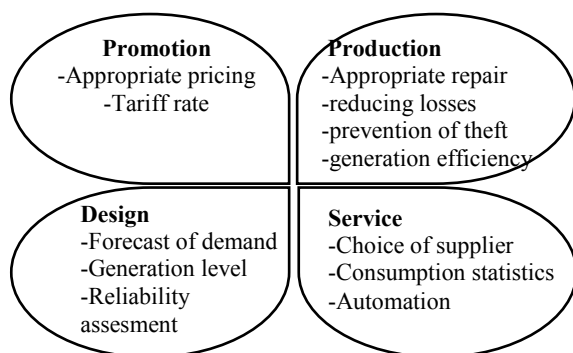 Promotion
-Appropriate pricing
-Tariff rate
Production
-Appropriate repair
-reducing losses
-prevention of theft
-generation efficiency
Design
-Forecast of demand
-Generation level
-Reliability
assesment
Service
-Choice of supplier
-Consumption statistics
-Automation